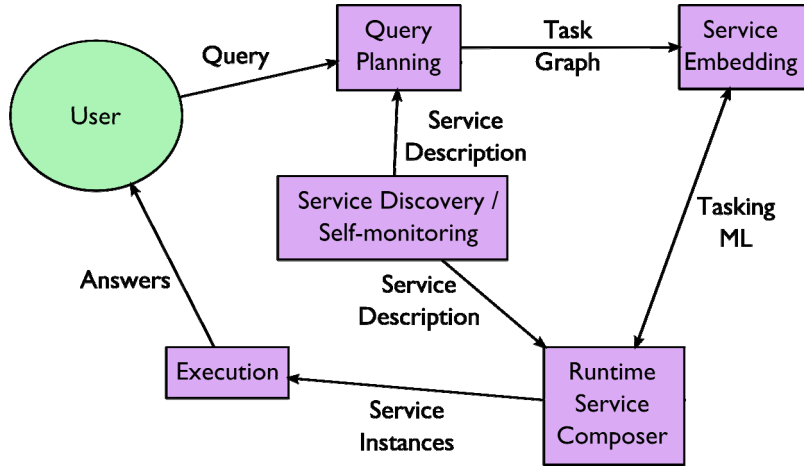 Query
Planning
Task
Graph
Service
Embedding
Query
User
Service
Description
Service Discovery /
Self-monitoring
Tasking
ML
Answers
Service
Description
Execution
Runtime
Service
Composer
Service
Instances